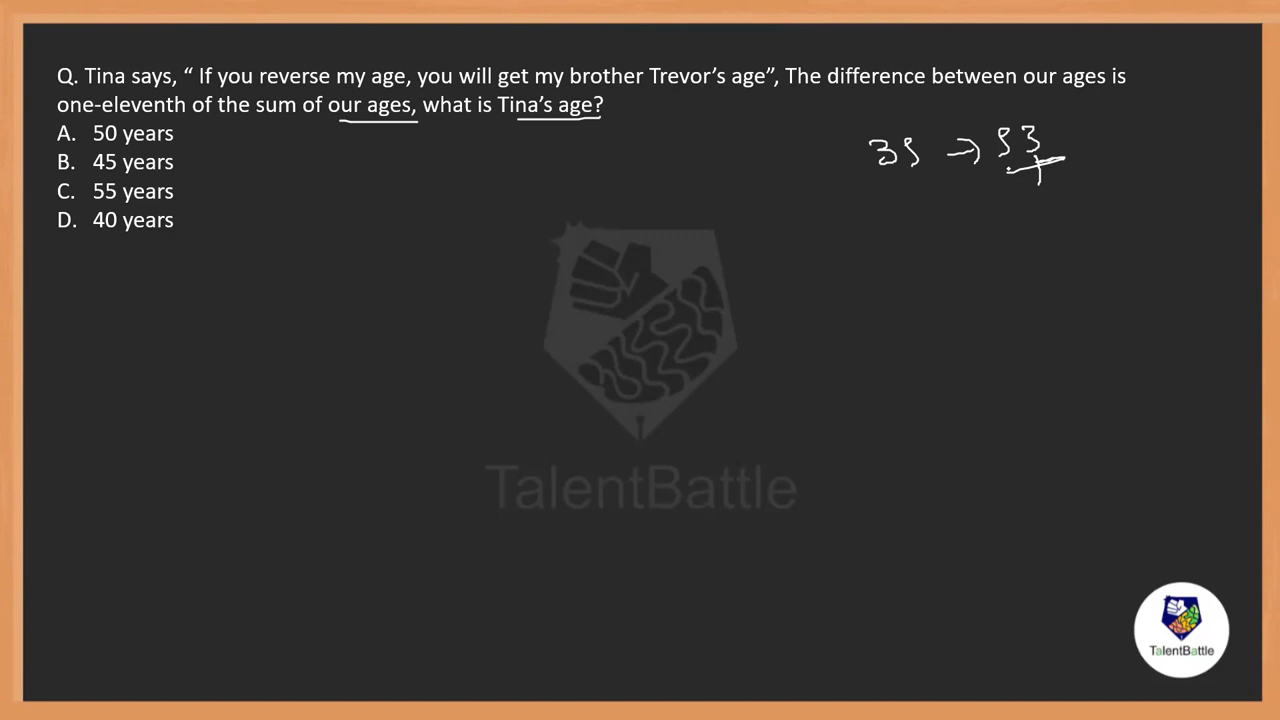 Q. Tina says, “ If you reverse my age, you will get my brother Trevor’s age”, The difference between our ages is
one-eleventh of the sum of our ages, what is Tina’s age?
A. 50 years
B. 45 years
C. 55 years
D. 40 years
35 → 53
TalentBattle
TalentBattle